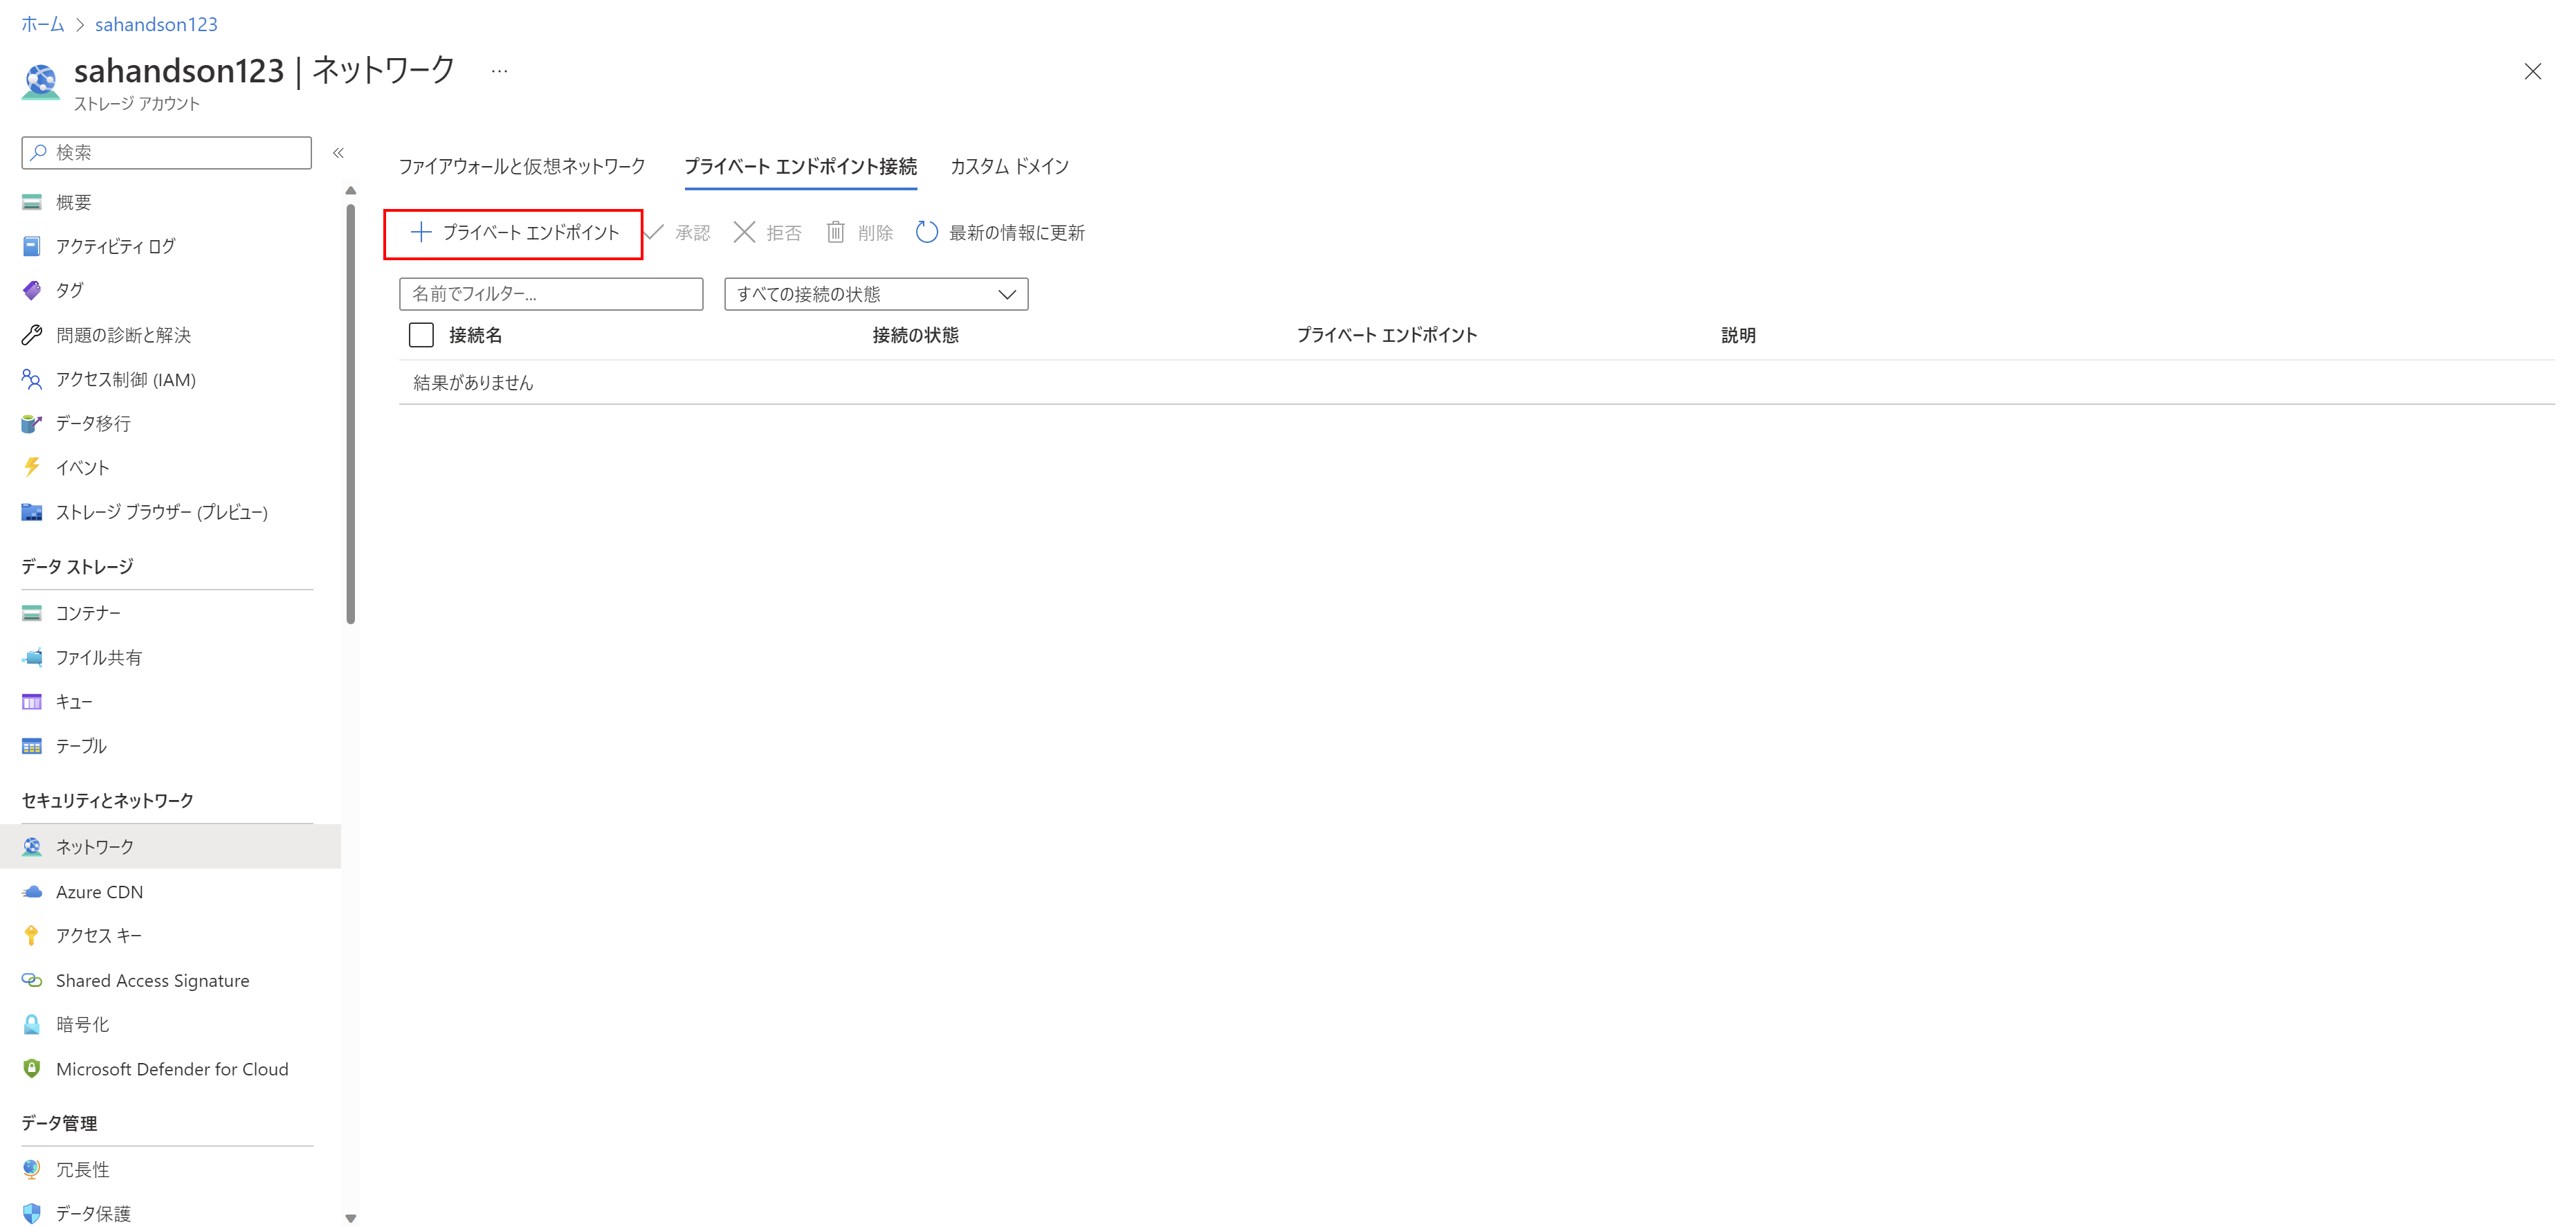 ホーム > sahandson123
sahandson123 | ネットワーク ...
ストレージ アカウント
検索
概要
アクティビティ ログ
タグ
問題の診断と解決
アクセス制御 (IAM)
データ移行
イベント
ストレージ ブラウザー (プレビュー)
データ ストレージ
コンテナー
ファイル共有
キュー
テーブル
セキュリティとネットワーク
ネットワーク
Azure CDN
アクセス キー
Shared Access Signature
暗号化
Microsoft Defender for Cloud
データ管理
冗長性
データ保護
ファイアウォールと仮想ネットワーク プライベート エンドポイント接続 カスタム ドメイン
プライベート エンドポイント 承認 拒否 削除 最新の情報に更新
名前でフィルター... すべての接続の状態
接続名 接続の状態 プライベート エンドポイント 説明
結果がありません